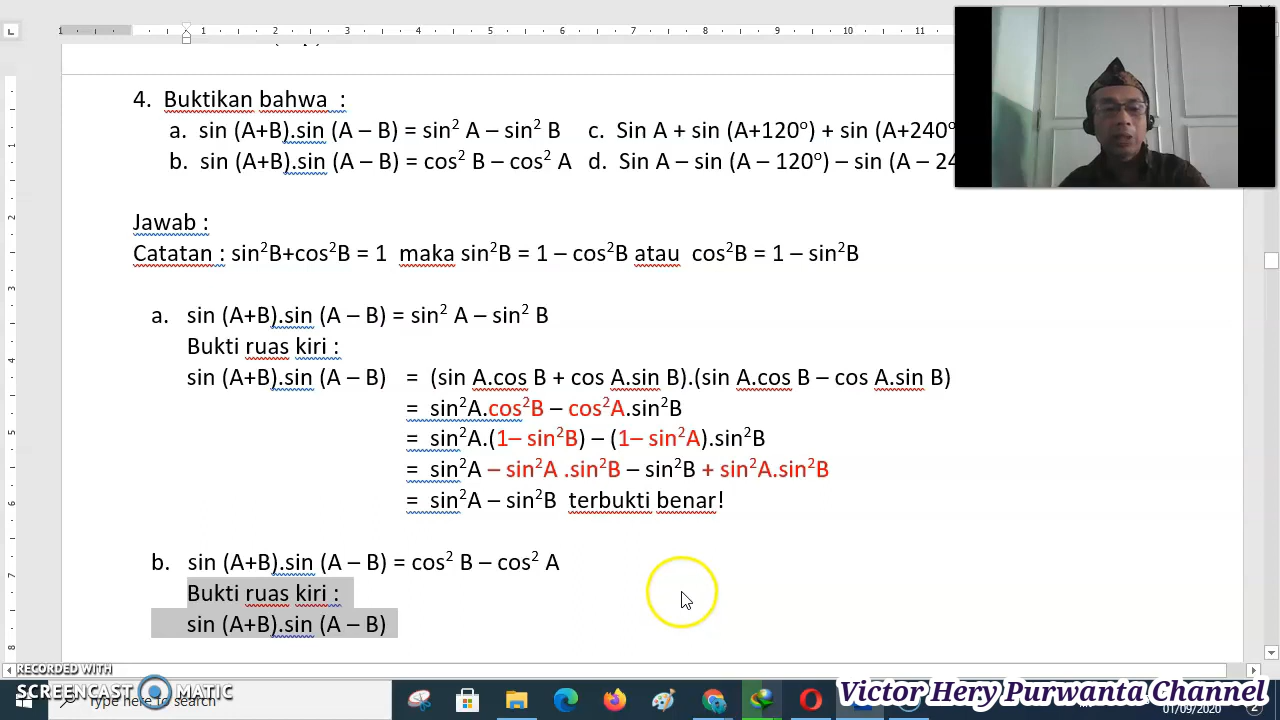 4. Buktikan bahwa :
a. sin (A+B).sin (A – B) = sin² A – sin² B c. Sin A + sin (A+120°) + sin (A+240°
b. sin (A+B).sin (A – B) = cos² B – cos² A d. Sin A – sin (A – 120°) – sin (A – 24
Jawab :
Catatan : sin²B+cos²B = 1 maka sin²B = 1 – cos²B atau cos²B = 1 – sin²B
a. sin (A+B).sin (A – B) = sin² A – sin² B
Bukti ruas kiri :
sin (A+B).sin (A – B) = (sin A.cos B + cos A.sin B).(sin A.cos B – cos A.sin B)
= sin²A.cos²B – cos²A.sin²B
= sin²A.(1– sin²B) – (1– sin²A).sin²B
= sin²A – sin²A .sin²B – sin²B + sin²A.sin²B
= sin²A – sin²B terbukti benar!
b. sin (A+B).sin (A – B) = cos² B – cos² A
Bukti ruas kiri :
sin (A+B).sin (A – B)
RECORDED WITH
SCREENCAST MATIC
Type here to search
Victor Hery Purwanta Channel
01/09/2020